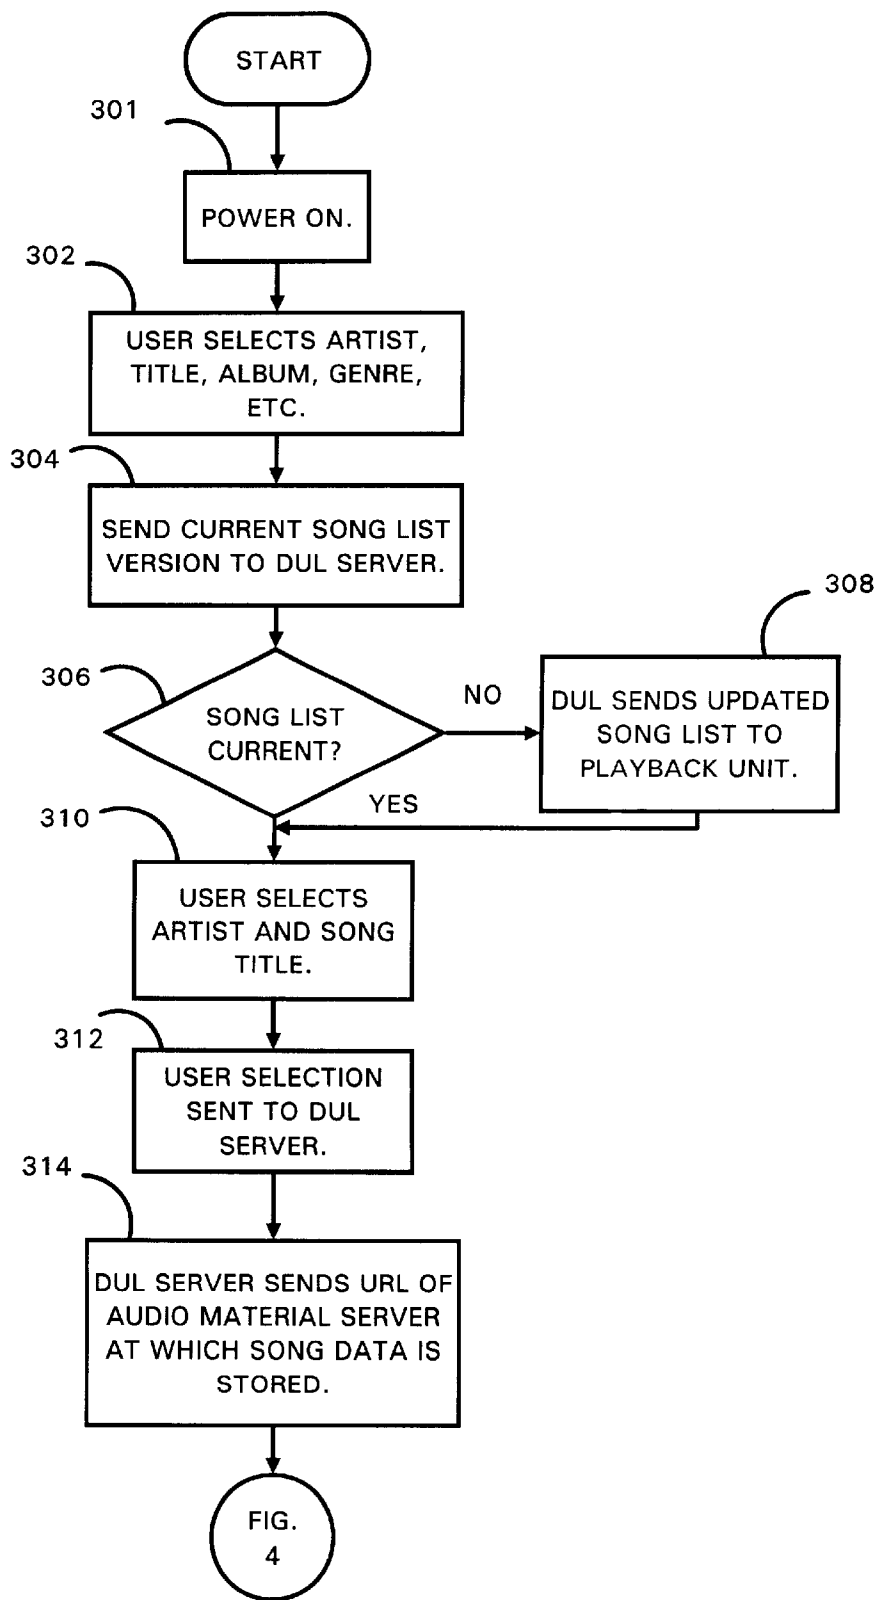 START
301
POWER ON.
302
USER SELECTS ARTIST,
TITLE, ALBUM, GENRE,
ETC.
304
SEND CURRENT SONG LIST
VERSION TO DUL SERVER.
306
SONG LIST
CURRENT?
NO
308
DUL SENDS UPDATED
SONG LIST TO
PLAYBACK UNIT.
YES
310
USER SELECTS
ARTIST AND SONG
TITLE.
312
USER SELECTION
SENT TO DUL
SERVER.
314
DUL SERVER SENDS URL OF
AUDIO MATERIAL SERVER
AT WHICH SONG DATA IS
STORED.
FIG.
4